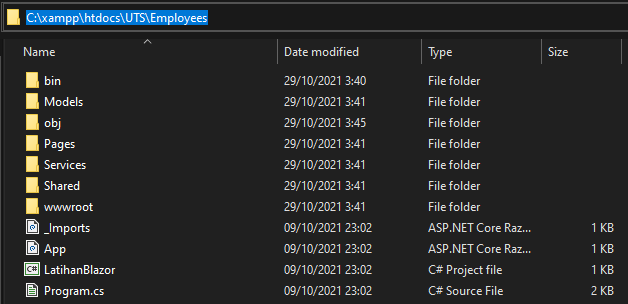 C:\xampp\htdocs\UTS\Employees
Name Date modified Type Size
bin 29/10/2021 3:40 File folder
Models 29/10/2021 3:41 File folder
obj 29/10/2021 3:45 File folder
Pages 29/10/2021 3:41 File folder
Services 29/10/2021 3:41 File folder
Shared 29/10/2021 3:41 File folder
wwwroot 29/10/2021 3:41 File folder
_Imports 09/10/2021 23:02 ASP.NET Core Raz... 1 KB
App 09/10/2021 23:02 ASP.NET Core Raz... 1 KB
C# LatihanBlazor 09/10/2021 23:02 C# Project file 1 KB
Program.cs 09/10/2021 23:02 C# Source File 2 KB